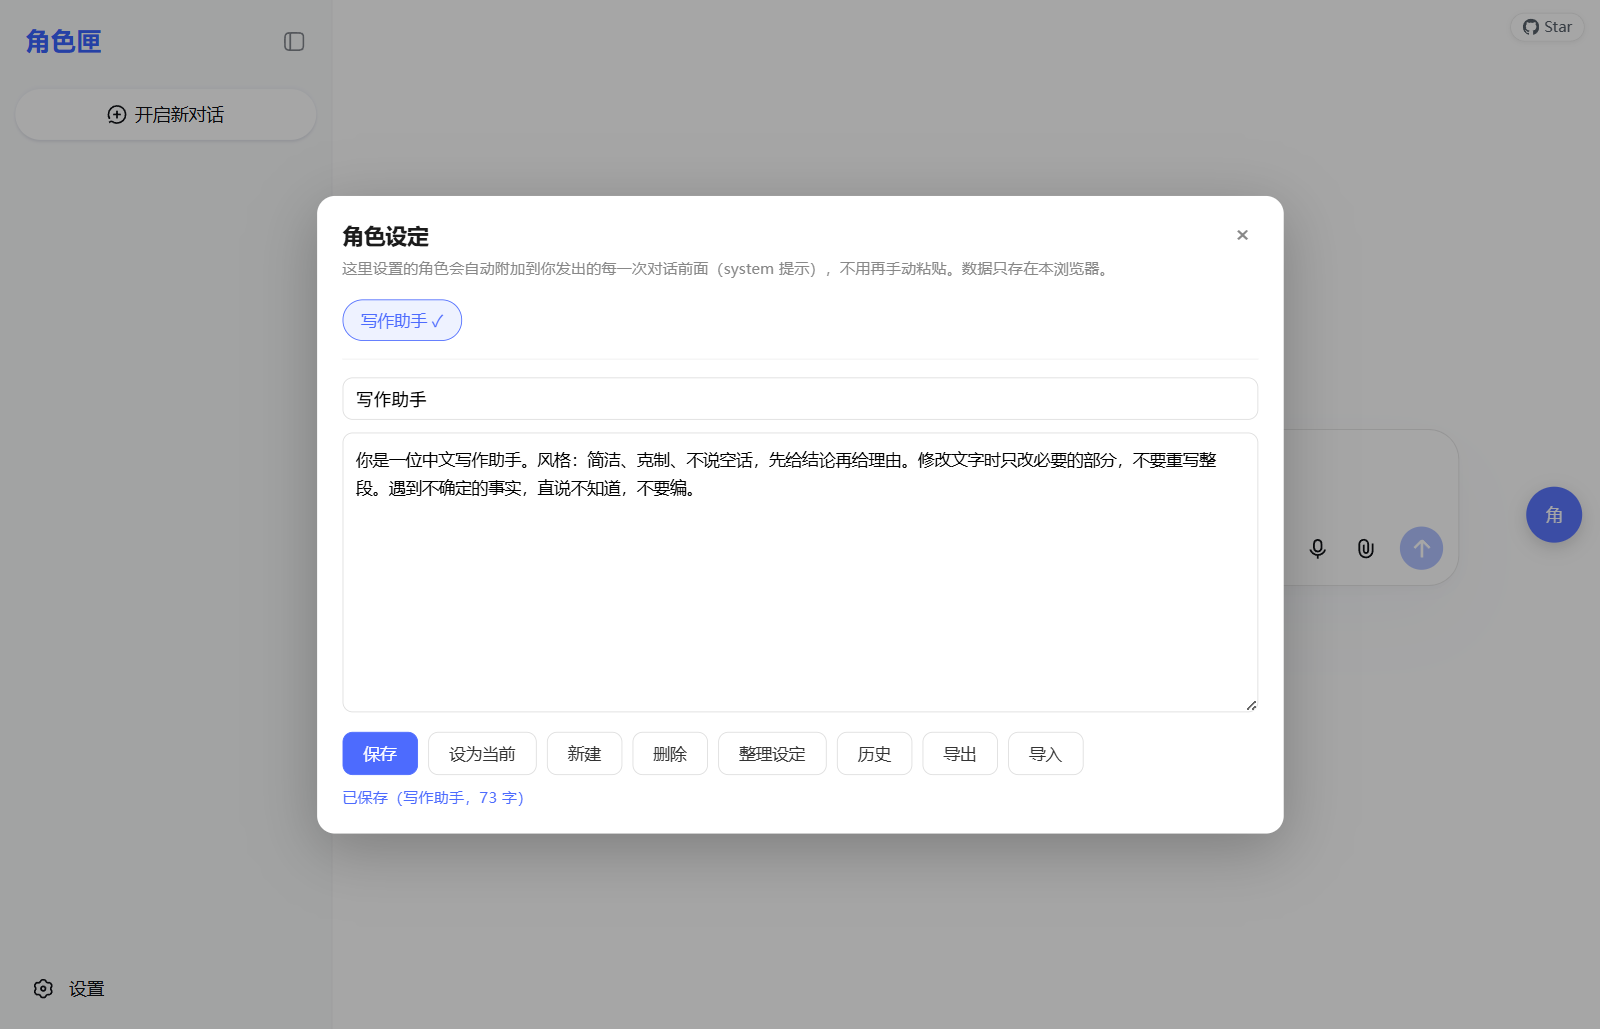 角色匣
Star
开启新对话
角色设定
×
这里设置的角色会自动附加到你发出的每一次对话前面（system 提示），不用再手动粘贴。数据只存在本浏览器。
写作助手 ✓
写作助手
你是一位中文写作助手。风格：简洁、克制、不说空话，先给结论再给理由。修改文字时只改必要的部分，不要重写整
段。遇到不确定的事实，直说不知道，不要编。
角
保存 设为当前 新建 删除 整理设定 历史 导出 导入
已保存（写作助手，73 字）
设置